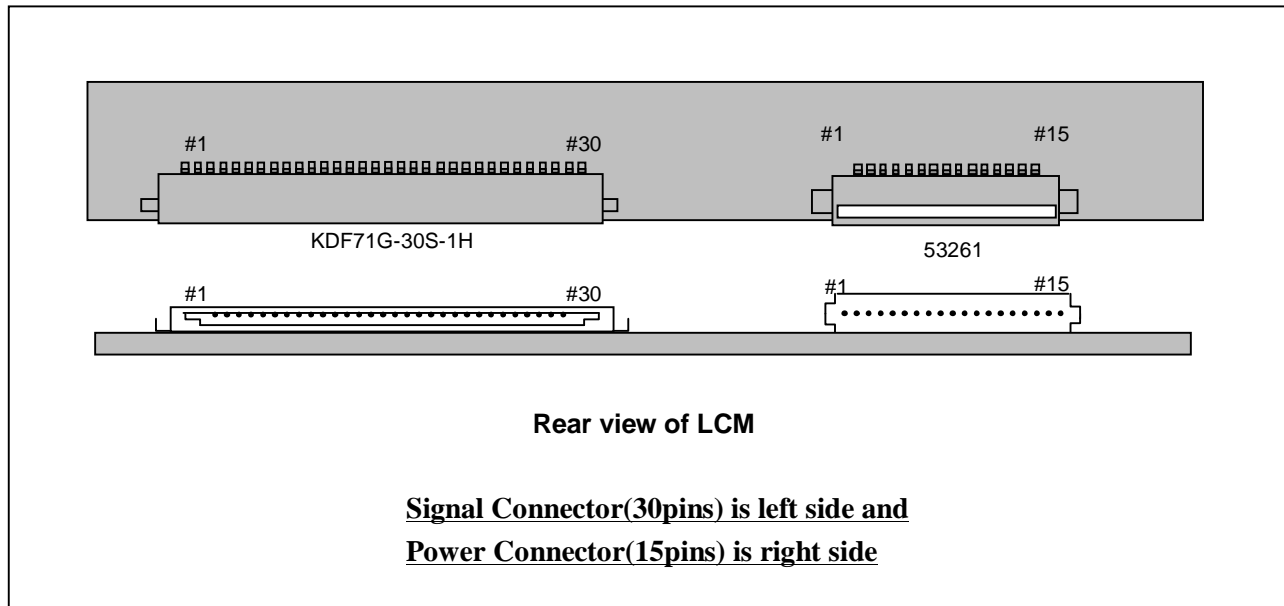 #1 #30 #1 #15
KDF71G-30S-1H
53261
#1 #30 #1 #15
Rear view of LCM
Signal Connector(30pins) is left side and
Power Connector(15pins) is right side